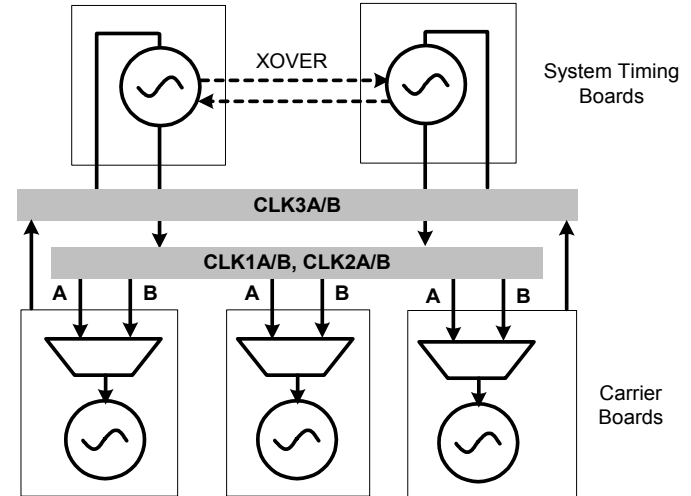 XOVER
System Timing
Boards
CLK3A/B
CLK1A/B, CLK2A/B
A B A B A B
Carrier
Boards